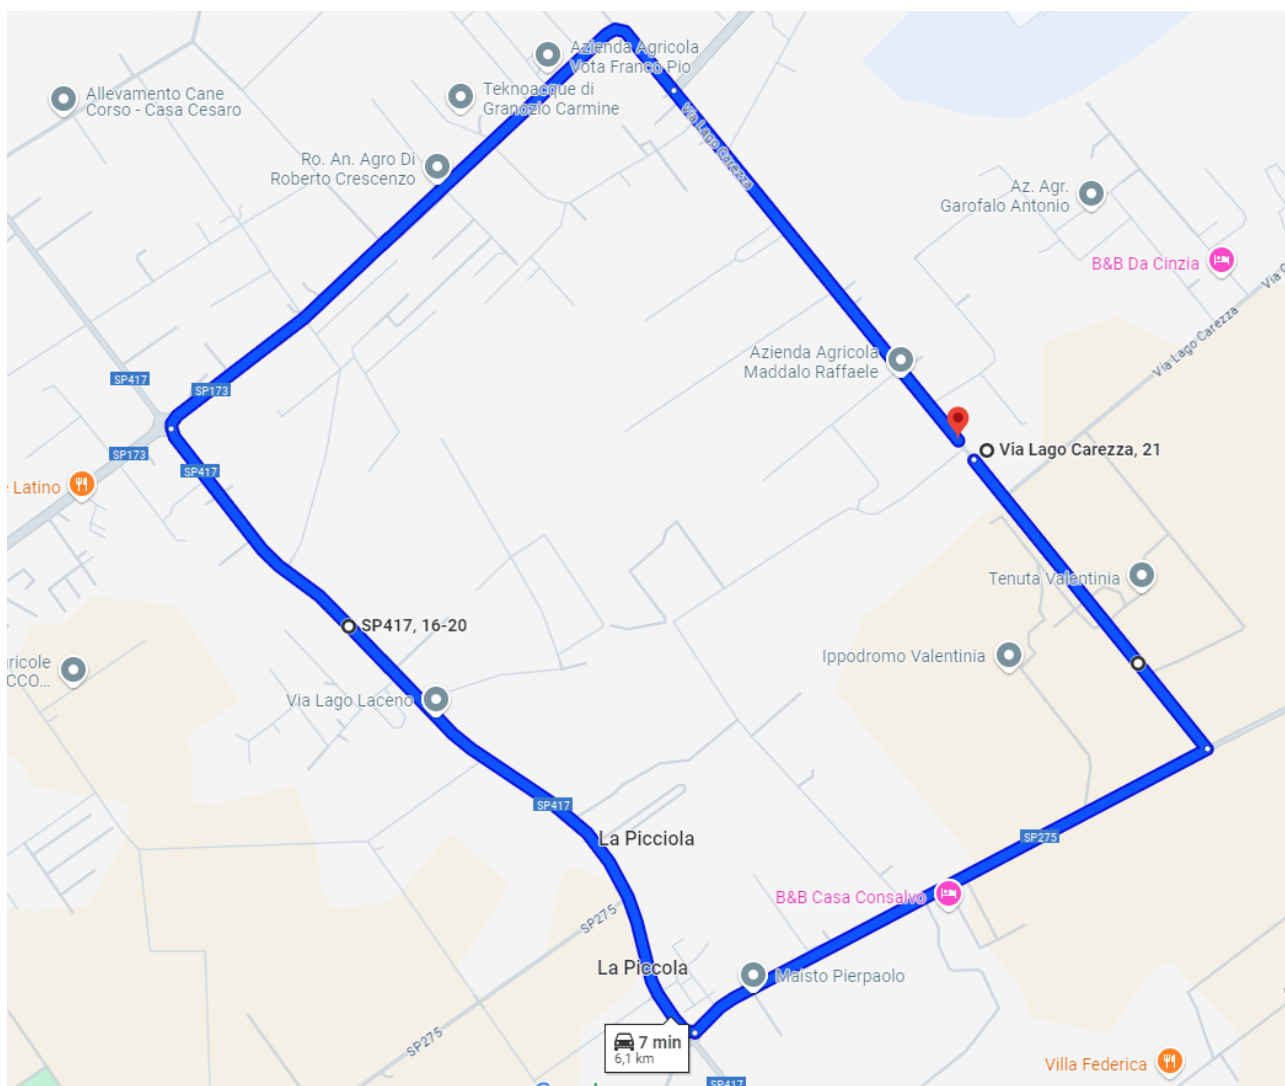 Azienda Agricola
Vota Franco Pio
Allevamento Cane
Corso - Casa Cesaro
Teknoacque di
Granozio Carmine
Via Lago Carezza
Ro. An. Agro Di
Roberto Crescenzo
Az. Agr.
Garofalo Antonio
B&B Da Cinzia
Via Lago Carezza
Azienda Agricola
Maddalo Raffaele
SP417
SP173
SP173
SP417
Latino
Via Lago Carezza, 21
Tenuta Valentinia
SP417, 16-20
Ippodromo Valentinia
Via Lago Laceno
SP417
La Picciola
SP275
B&B Casa Consalvo
SP275
La Piccola
Maisto Pierpaolo
SP275
7 min
6,1 km
Villa Federica
SP417